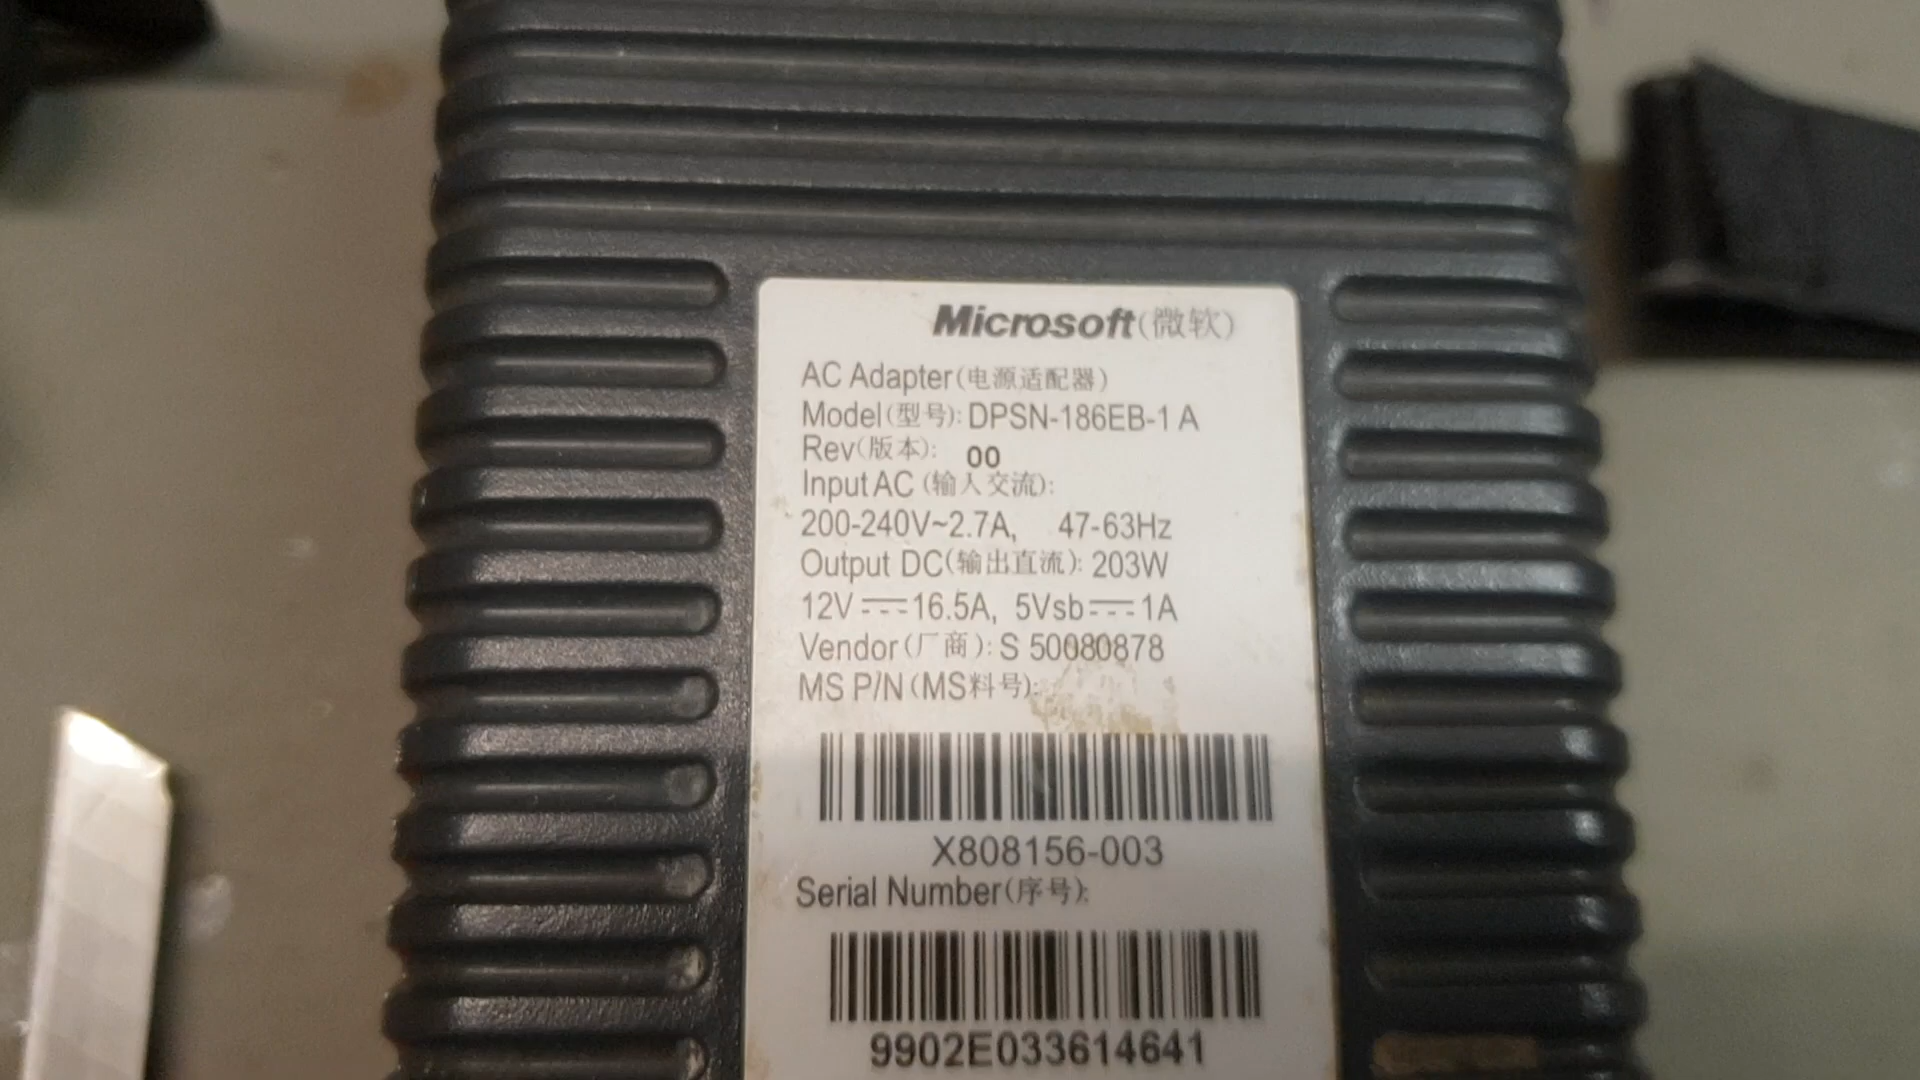 Microsoft(微软)
AC Adapter(电源适配器)
Model(型号): DPSN-186EB-1 A
Rev(版本): 00
Input AC (输入交流):
200-240V~2.7A, 47-63Hz
Output DC(输出直流): 203W
12V⎓16.5A, 5Vsb⎓1A
Vendor(厂商): S 50080878
MS P/N(MS料号):
X808156-003
Serial Number(序号):
9902E033614641